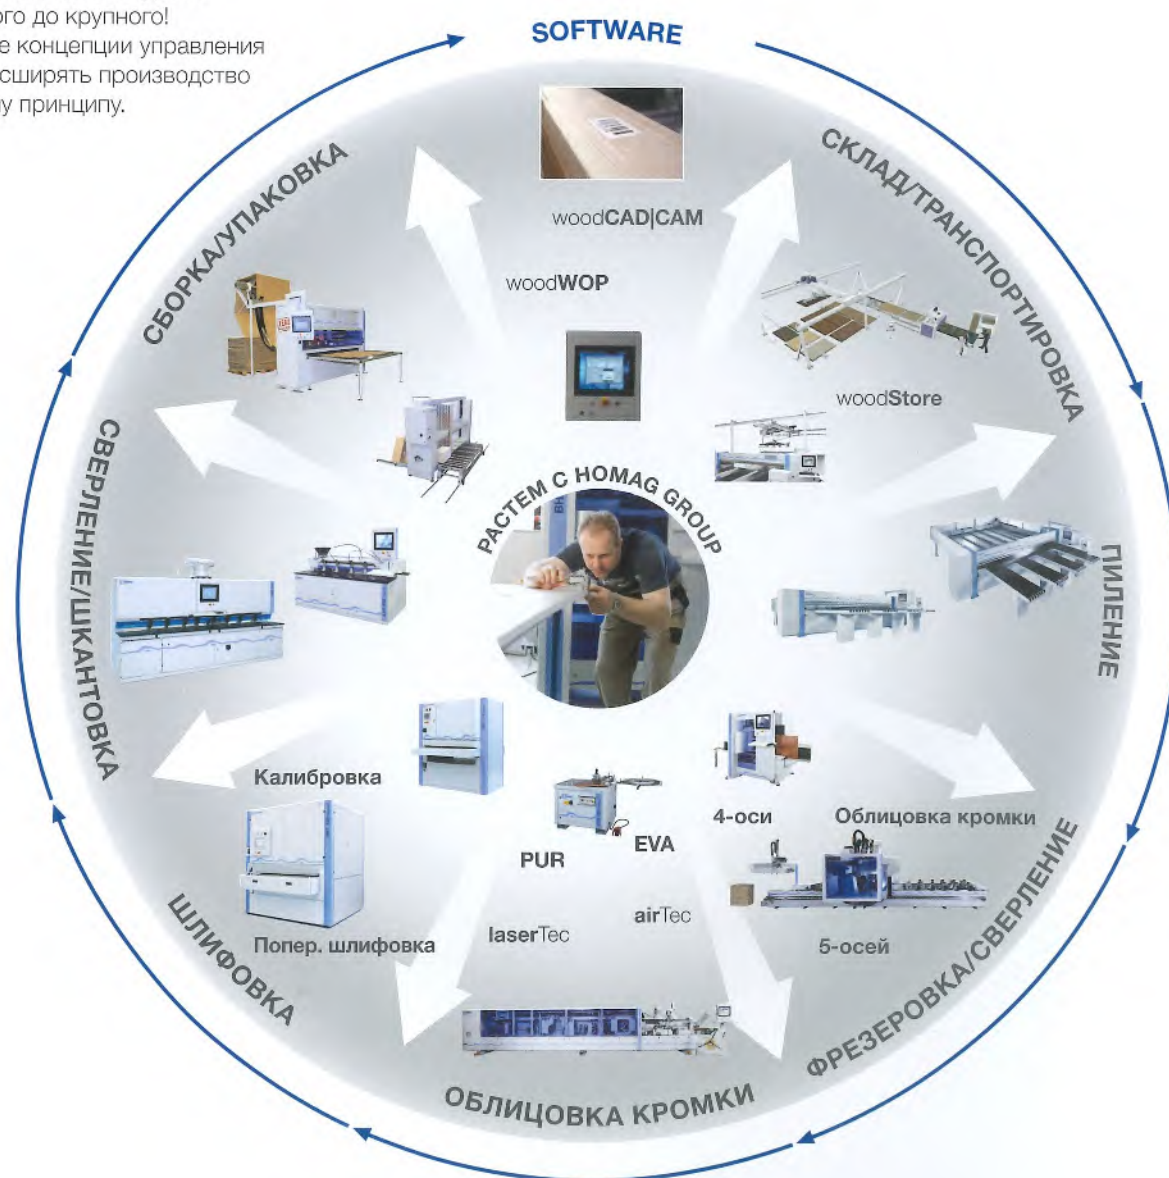 ого до крупного!
е концепции управления
сширять производство
у принципу.
SOFTWARE
СКЛАД/ТРАНСПОРТИРОВКА
ПИЛЕНИЕ
ФРЕЗЕРОВКА/СВЕРЛЕНИЕ
ОБЛИЦОВКА КРОМКИ
ШЛИФОВКА
СВЕРЛЕНИЕ/ШКАНТОВКА
СБОРКА/УПАКОВКА
woodCAD|CAM
woodWOP
woodStore
РАСТЕМ С HOMAG GROUP
BH
Калибровка
4-оси
Облицовка кромки
PUR
EVA
airTec
laserTec
Попер. шлифовка
5-осей